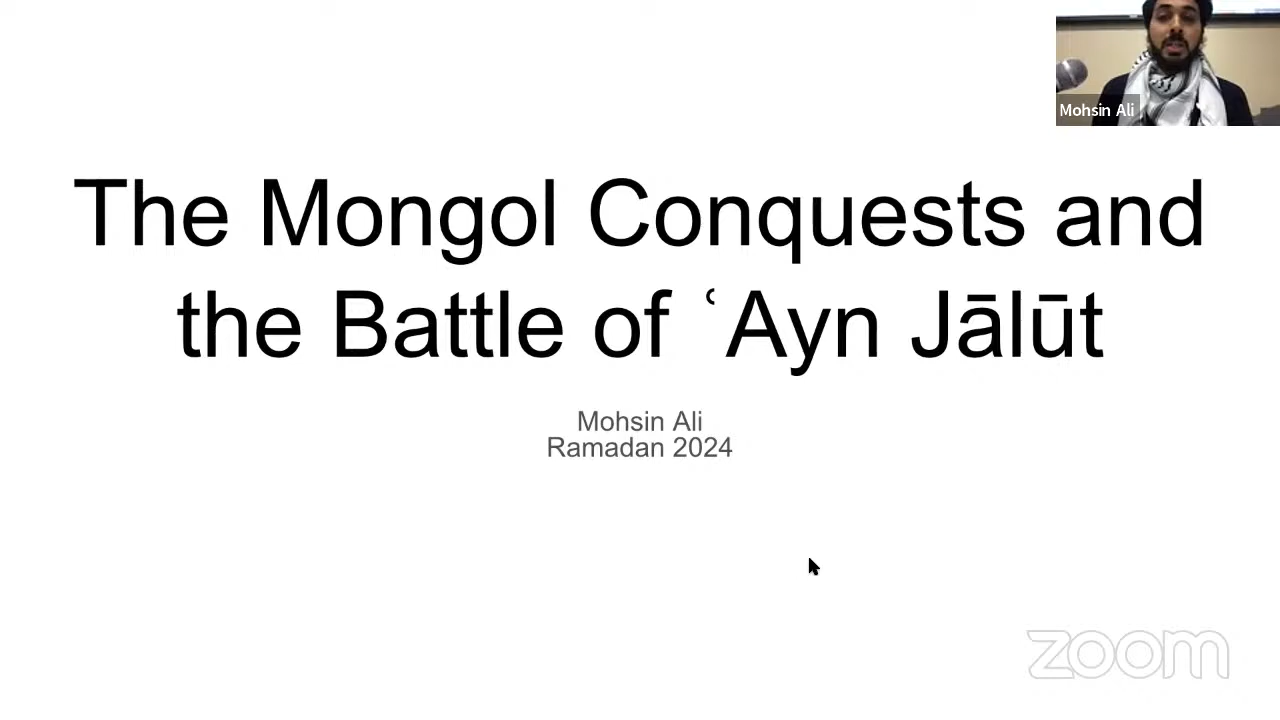 Mohsin Ali
The Mongol Conquests and
the Battle of ʿAyn Jālūt
Mohsin Ali
Ramadan 2024
zoom